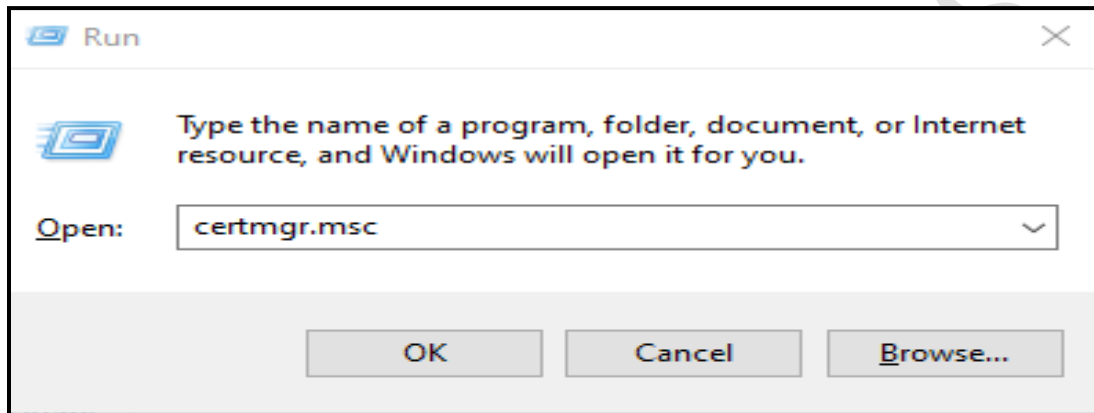 Run
Type the name of a program, folder, document, or Internet
resource, and Windows will open it for you.
Open: certmgr.msc
OK Cancel Browse...